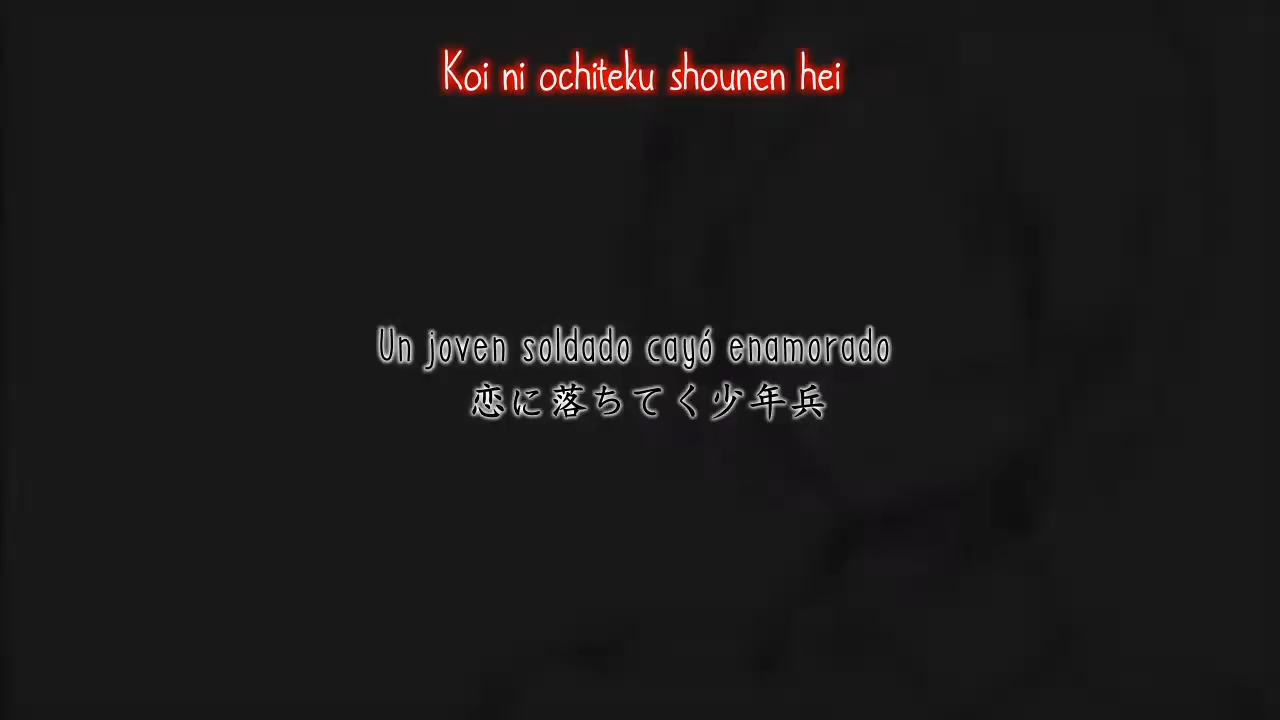 Koi ni ochiteku shounen hei
Un joven soldado cayó enamorado
恋に落ちてく少年兵